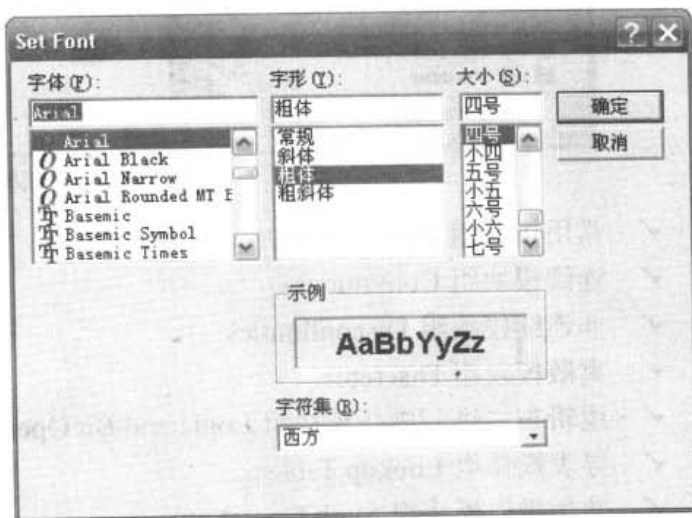 Set Font
字体(F):
字形(Y):
大小(S):
Arial
粗体
四号
确定
取消
Arial
Arial Black
Arial Narrow
Arial Rounded MT B
Basemic
Basemic Symbol
Basemic Times
常规
斜体
粗体
粗斜体
四号
小四
五号
小五
六号
小六
七号
示例
AaBbYyZz
字符集(R):
西方